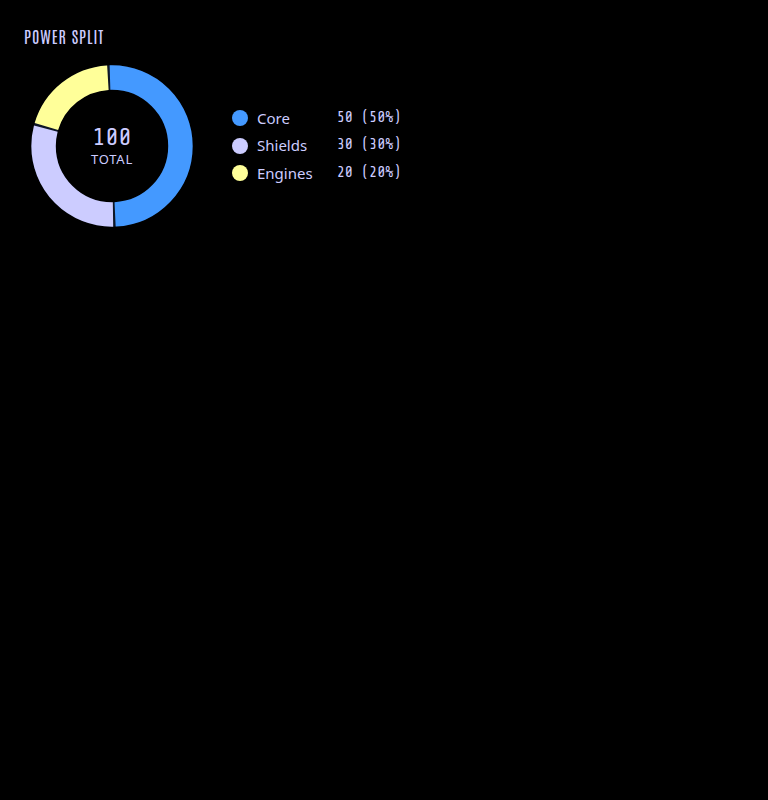 POWER SPLIT
100
TOTAL
Core 50 (50%)
Shields 30 (30%)
Engines 20 (20%)